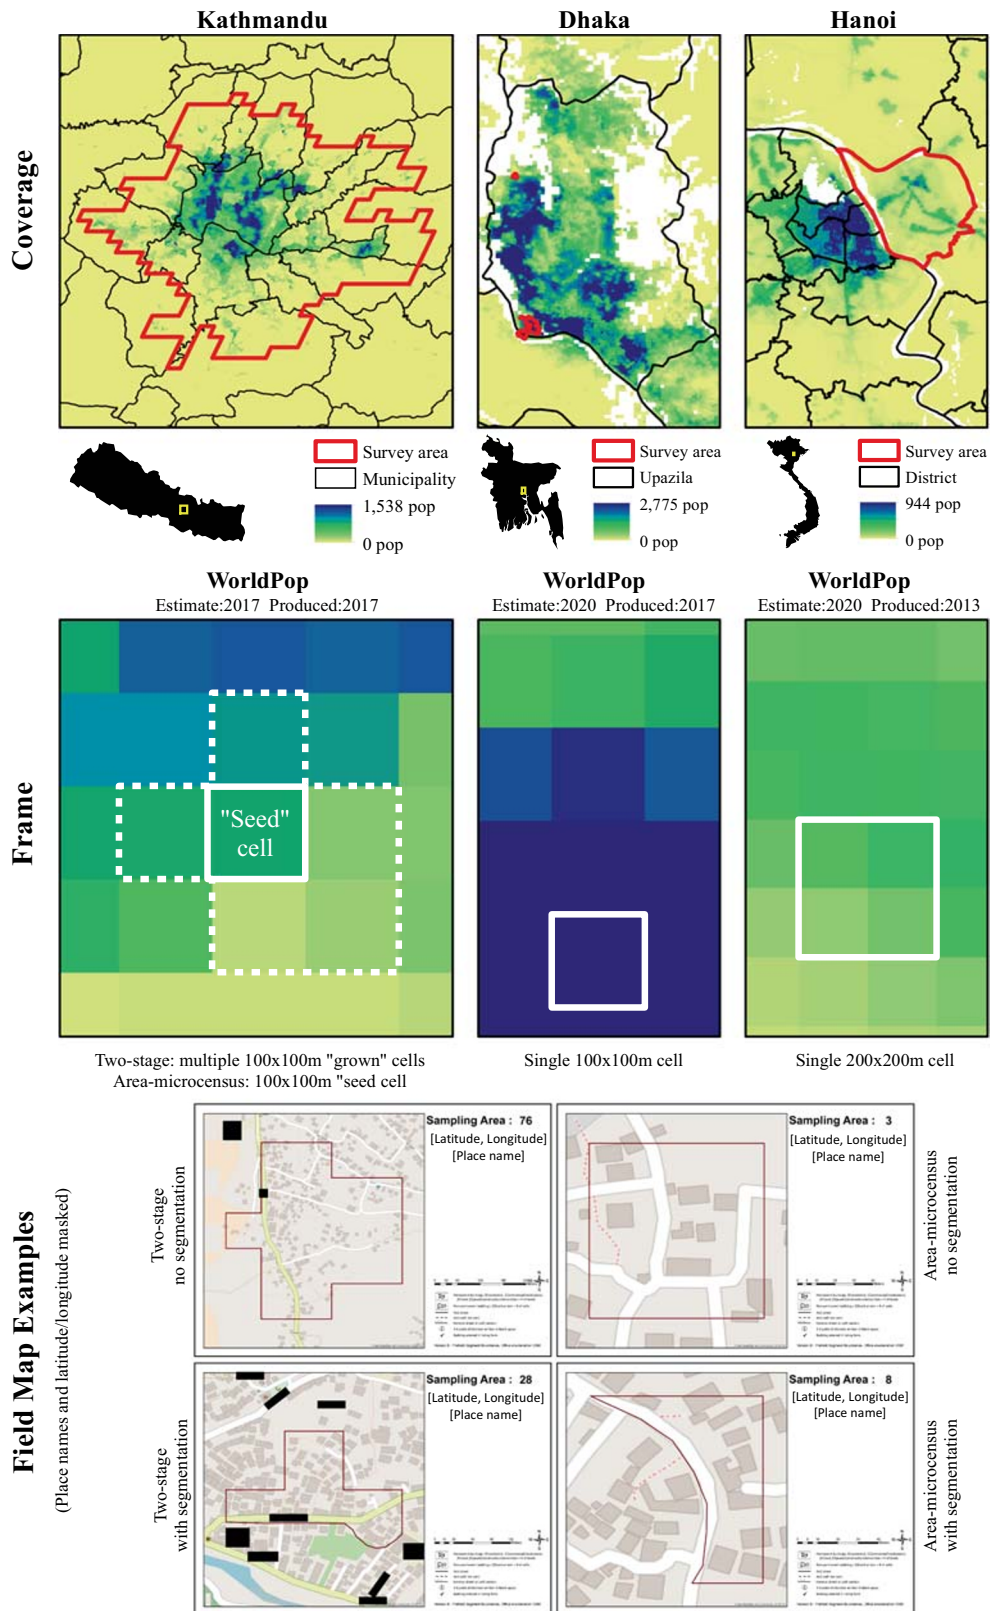 Kathmandu
Dhaka
Hanoi
Coverage
Survey area
Municipality
1,538 pop
0 pop
Survey area
Upazila
2,775 pop
0 pop
Survey area
District
944 pop
0 pop
WorldPop
Estimate:2017 Produced:2017
WorldPop
Estimate:2020 Produced:2017
WorldPop
Estimate:2020 Produced:2013
Frame
"Seed"
cell
Two-stage: multiple 100x100m "grown" cells
Area-microcensus: 100x100m "seed cell
Single 100x100m cell
Single 200x200m cell
Field Map Examples
(Place names and latitude/longitude masked)
Two-stage
no segmentation
Sampling Area : 76
[Latitude, Longitude]
[Place name]
Sampling Area : 3
[Latitude, Longitude]
[Place name]
Area-microcensus
no segmentation
Two-stage
with segmentation
Sampling Area : 28
[Latitude, Longitude]
[Place name]
Sampling Area : 8
[Latitude, Longitude]
[Place name]
Area-microcensus
with segmentation